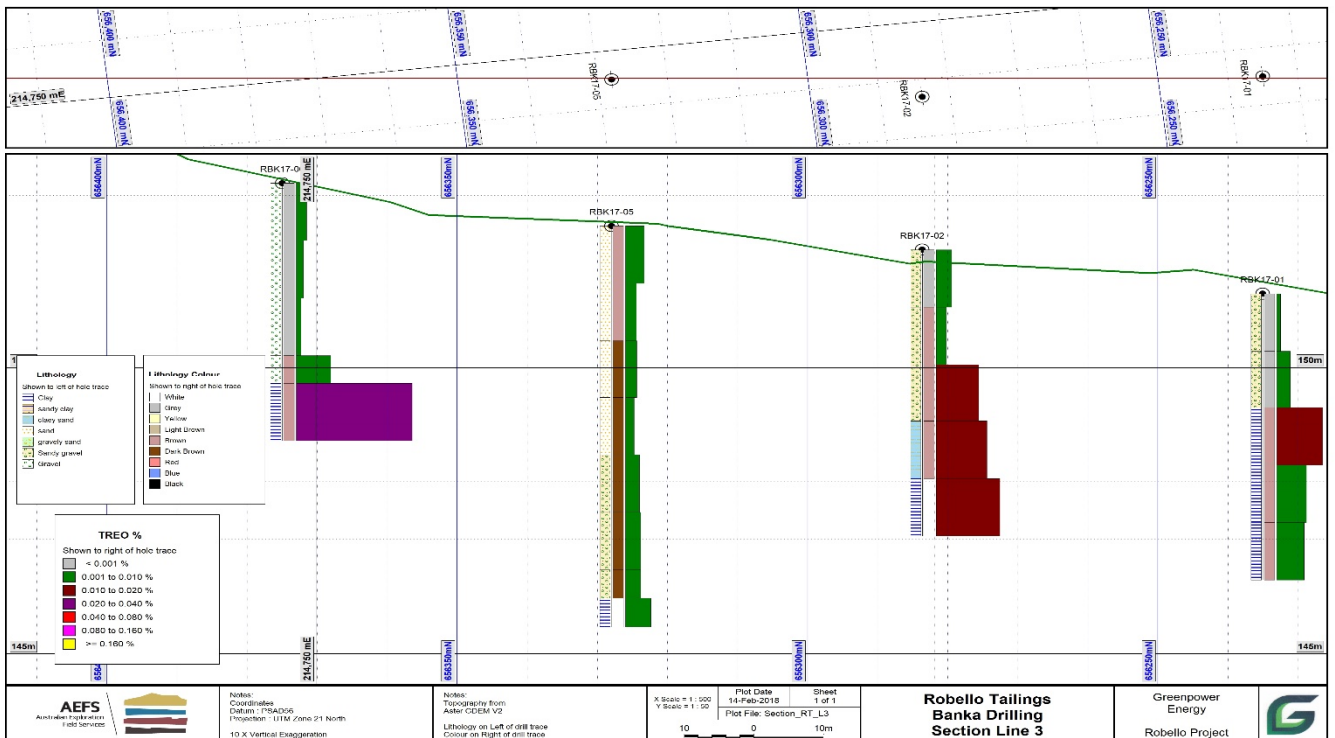 656,400 mN
656,350 mN
656,300 mN
656,250 mN
RBK17-05
RBK17-02
RBK17-01
214,750 mE
656,400 mN
656,350 mN
656,300 mN
656,250 mN
656400mN
214,750 mE
656350mN
656300mN
656250mN
RBK17-0
RBK17-05
RBK17-02
RBK17-01
150m
Lithology
Shown to left of hole trace
Clay
sandy clay
claey sand
sand
gravely sand
Sandy gravel
Gravel
Lithology Colour
Shown to right of hole trace
White
Grey
Yellow
Light Brown
Brown
Dark Brown
Red
Blue
Black
TREO %
Shown to right of hole trace
< 0.001 %
0.001 to 0.010 %
0.010 to 0.020 %
0.020 to 0.040 %
0.040 to 0.080 %
0.080 to 0.160 %
>= 0.160 %
145m
145m
214,750 mE
656350mN
656300mN
656250mN
AEFS
Australian Exploration
Field Services
Notes:
Coordinates
Datum : PSAD56
Projection : UTM Zone 21 North
10 X Vertical Exaggeration
Notes:
Topography from
Aster GDEM V2
Lithology on Left of drill trace
Colour on Right of drill trace
X Scale = 1 : 500
Y Scale = 1 : 50
Plot Date
14-Feb-2018
Sheet
1 of 1
Plot File: Section_RT_L3
10 0 10m
Robello Tailings
Banka Drilling
Section Line 3
Greenpower
Energy
Robello Project